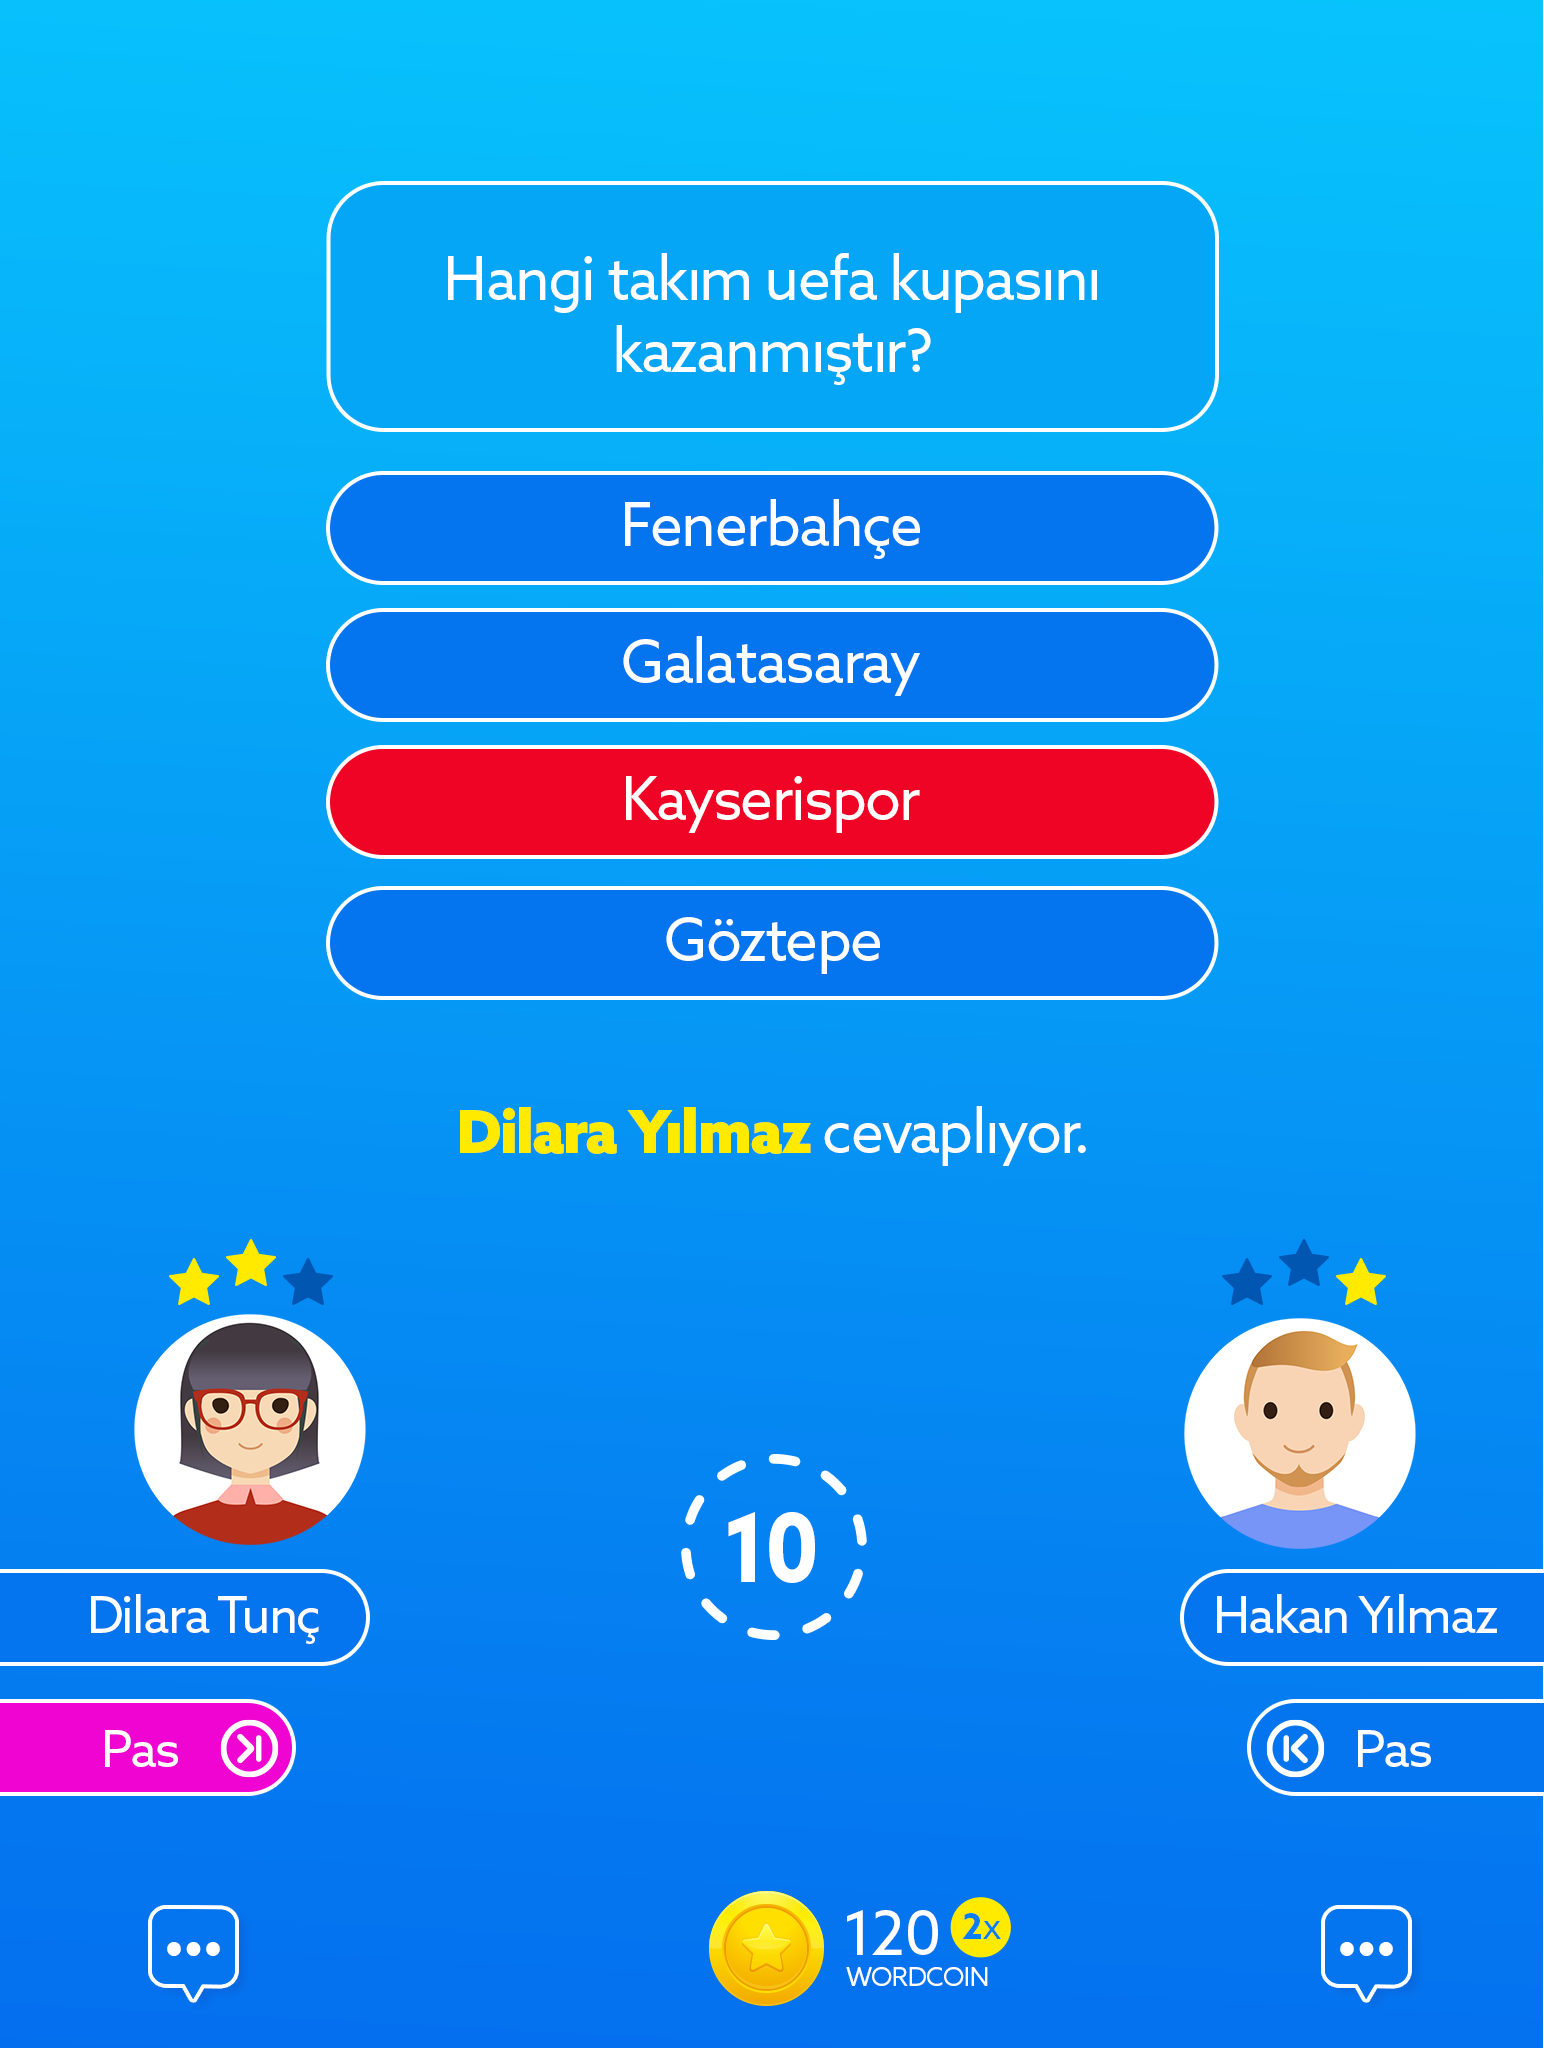 Hangi takım uefa kupasını
kazanmıştır?
Fenerbahçe
Galatasaray
Kayserispor
Göztepe
Dilara Yılmaz cevaplıyor.
10
Dilara Tunç
Hakan Yılmaz
Pas
Pas
120 2x
WORDCOIN